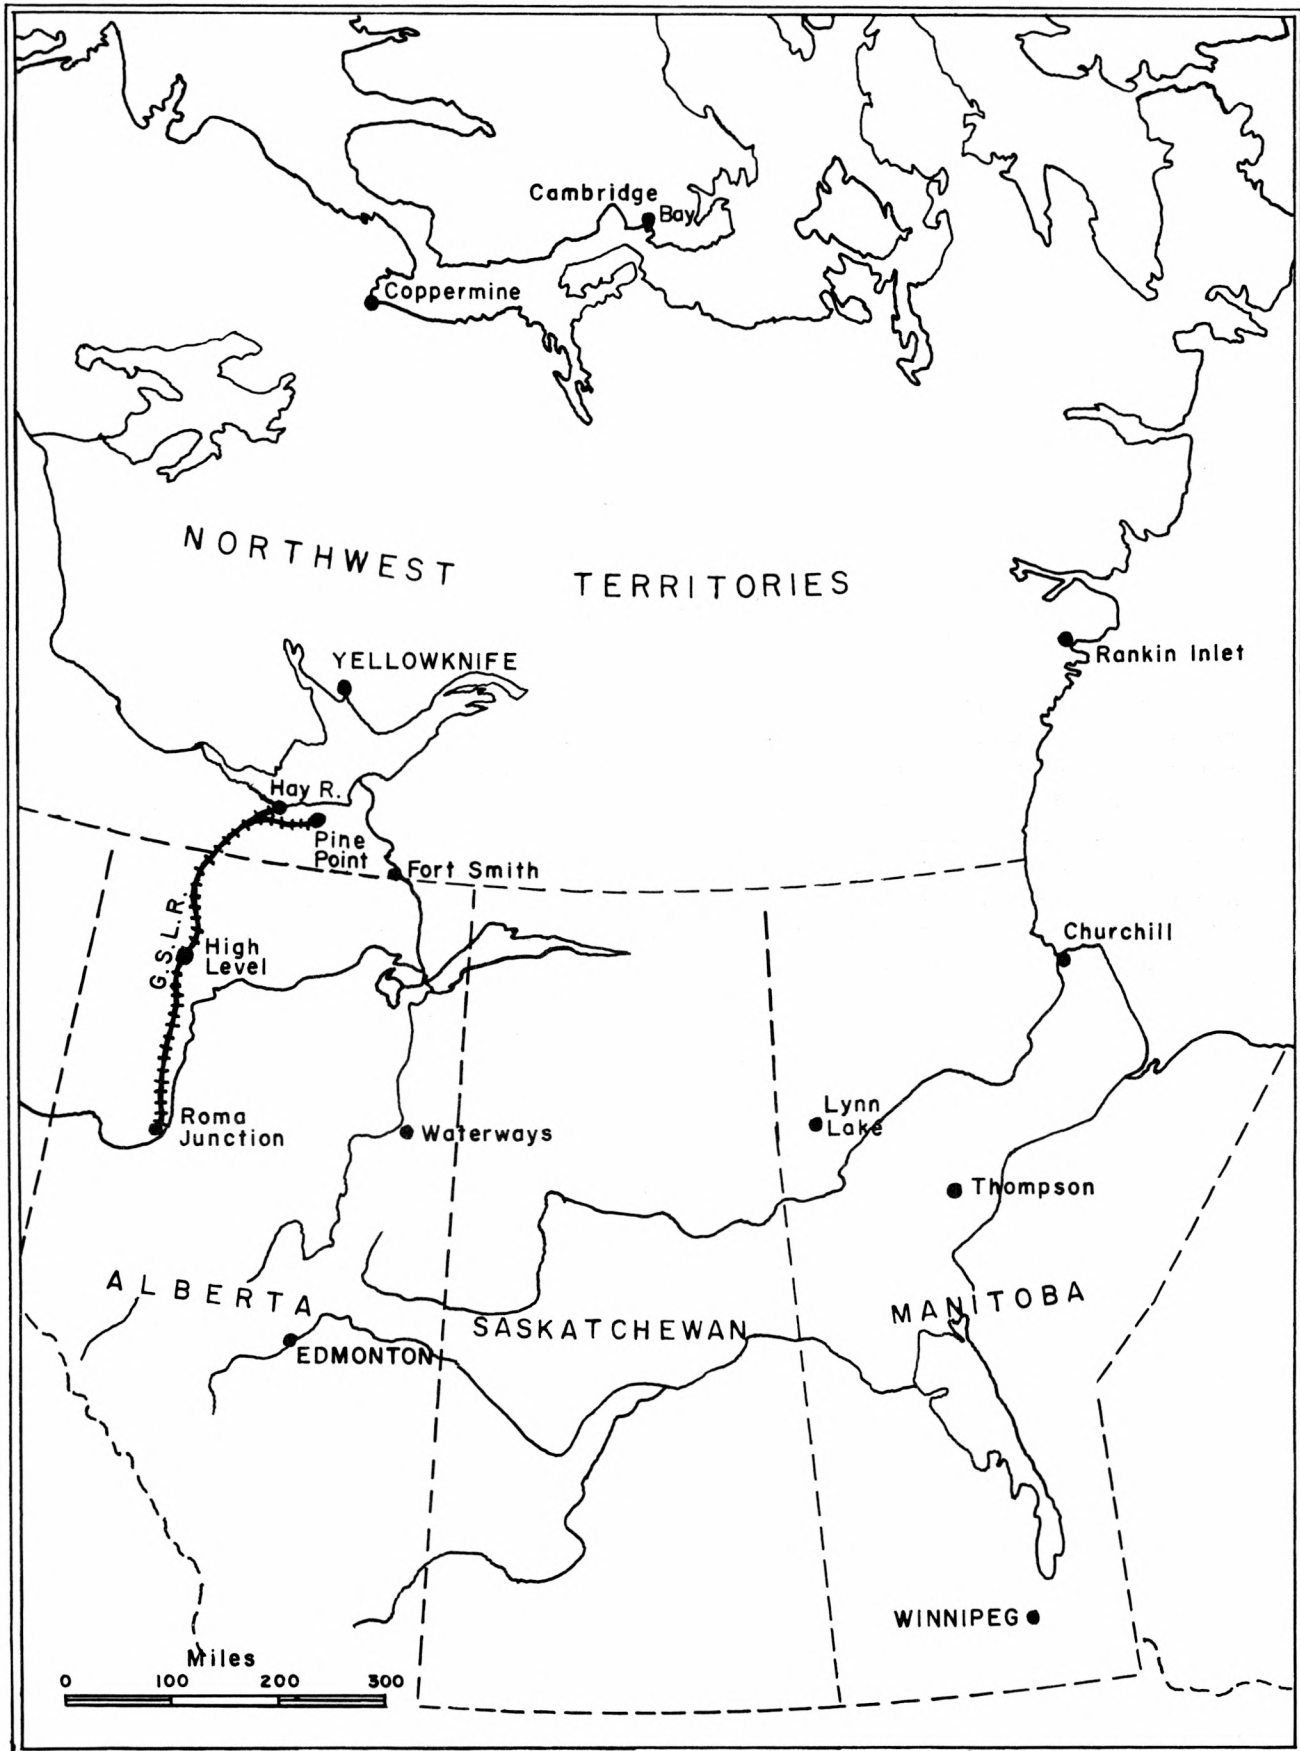 Cambridge
Bay
Coppermine
NORTHWEST TERRITORIES
YELLOWKNIFE
Rankin Inlet
Hay R.
Pine
Point
Fort Smith
G.S.L.R.
High
Level
Churchill
Roma
Junction
Waterways
Lynn
Lake
Thompson
ALBERTA
MANITOBA
SASKATCHEWAN
EDMONTON
WINNIPEG
Miles
0 100 200 300